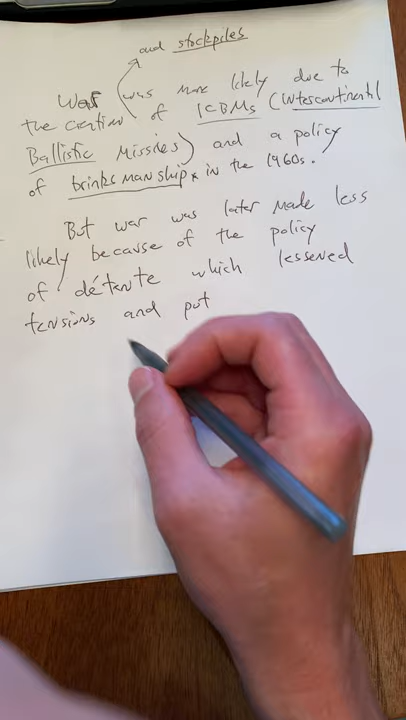 and stockpiles
War was more likely due to
the creation of ICBMs (Intercontinental
Ballistic Missiles) and a policy
of brinksmanship* in the 1960s.
But war was later made less
likely because of the policy
of détente which lessened
tensions and put